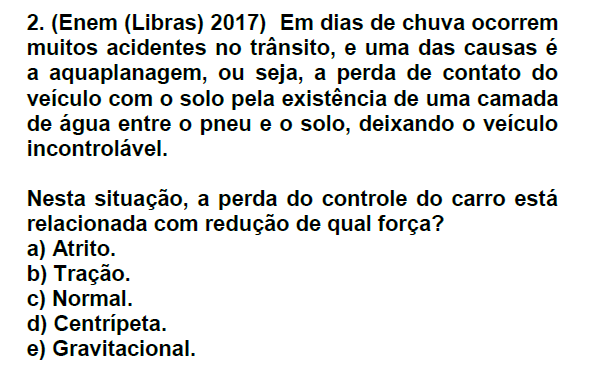 2. (Enem (Libras) 2017) Em dias de chuva ocorrem
muitos acidentes no trânsito, e uma das causas é
a aquaplanagem, ou seja, a perda de contato do
veículo com o solo pela existência de uma camada
de água entre o pneu e o solo, deixando o veículo
incontrolável.
Nesta situação, a perda do controle do carro está
relacionada com redução de qual força?
a) Atrito.
b) Tração.
c) Normal.
d) Centrípeta.
e) Gravitacional.